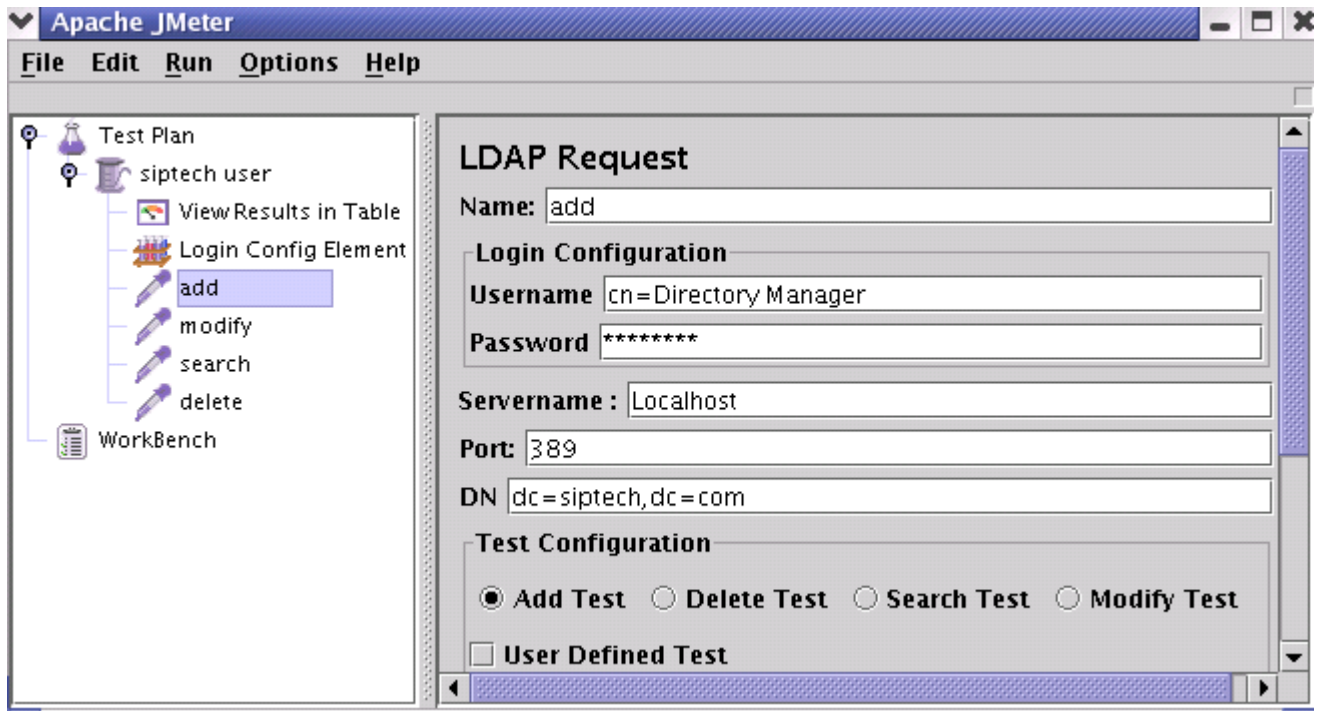 Apache JMeter
File Edit Run Options Help
Test Plan
siptech user
View Results in Table
Login Config Element
add
modify
search
delete
WorkBench
LDAP Request
Name: add
Login Configuration
Username cn=Directory Manager
Password ********
Servername : Localhost
Port: 389
DN dc=siptech,dc=com
Test Configuration
Add Test Delete Test Search Test Modify Test
User Defined Test